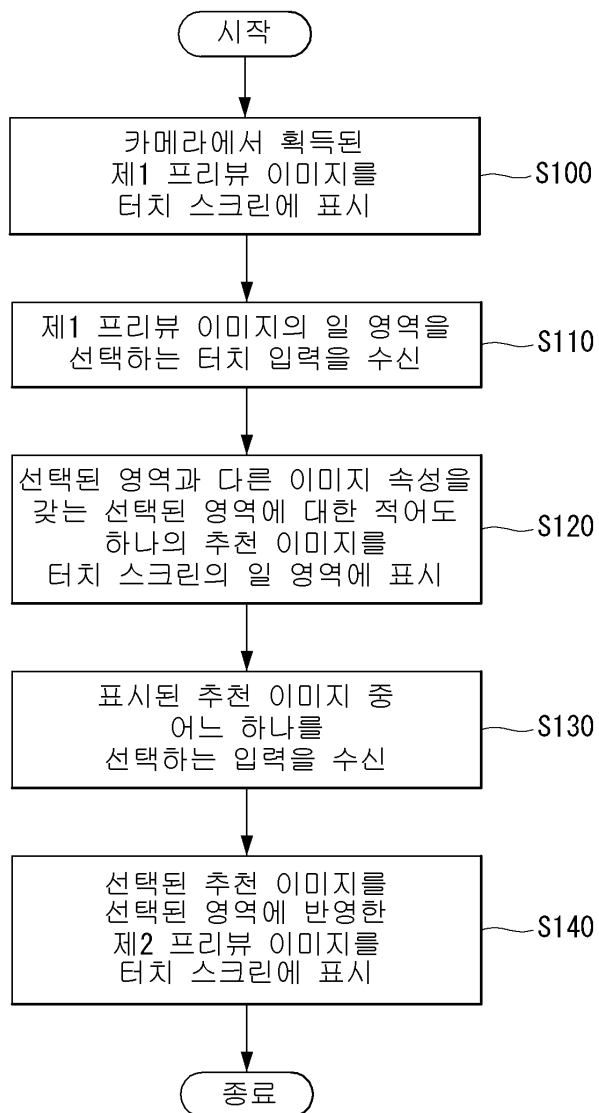 시작
카메라에서 획득된
제1 프리뷰 이미지를
터치 스크린에 표시
S100
제1 프리뷰 이미지의 일 영역을
선택하는 터치 입력을 수신
S110
선택된 영역과 다른 이미지 속성을
갖는 선택된 영역에 대한 적어도
하나의 추천 이미지를
터치 스크린의 일 영역에 표시
S120
표시된 추천 이미지 중
어느 하나를
선택하는 입력을 수신
S130
선택된 추천 이미지를
선택된 영역에 반영한
제2 프리뷰 이미지를
터치 스크린에 표시
S140
종료